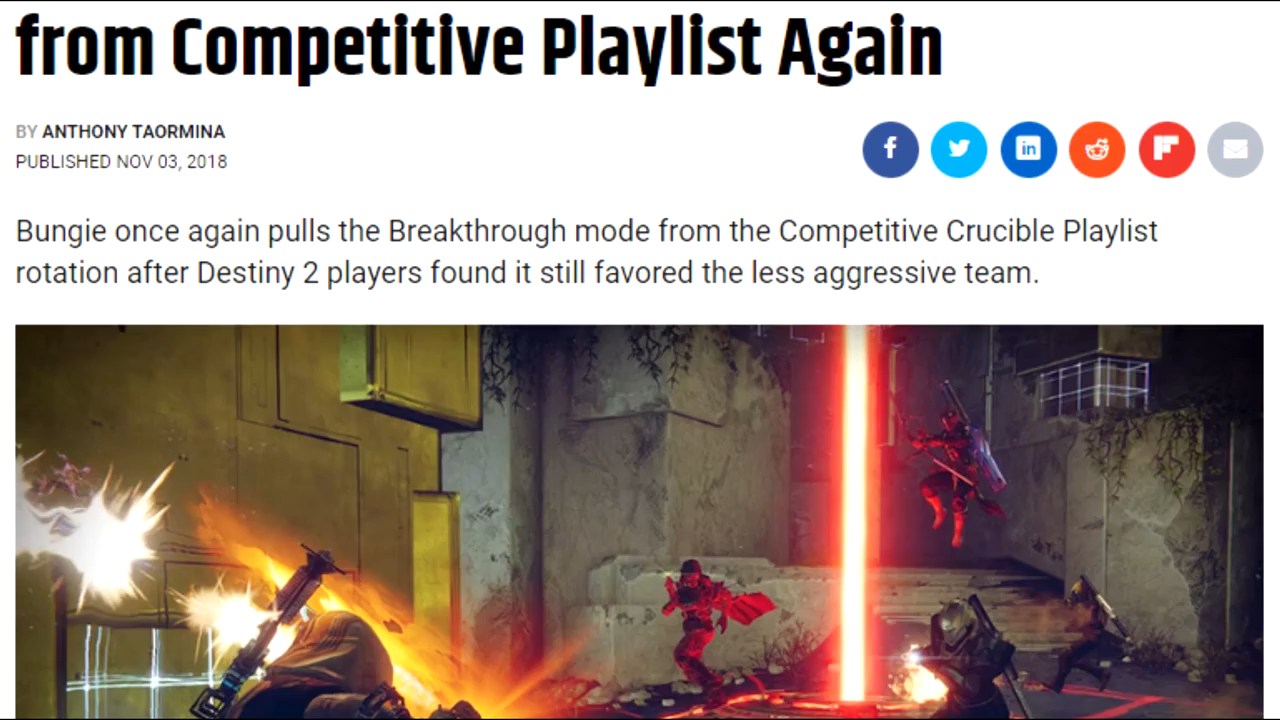 from Competitive Playlist Again
BY ANTHONY TAORMINA
PUBLISHED NOV 03, 2018
Bungie once again pulls the Breakthrough mode from the Competitive Crucible Playlist
rotation after Destiny 2 players found it still favored the less aggressive team.